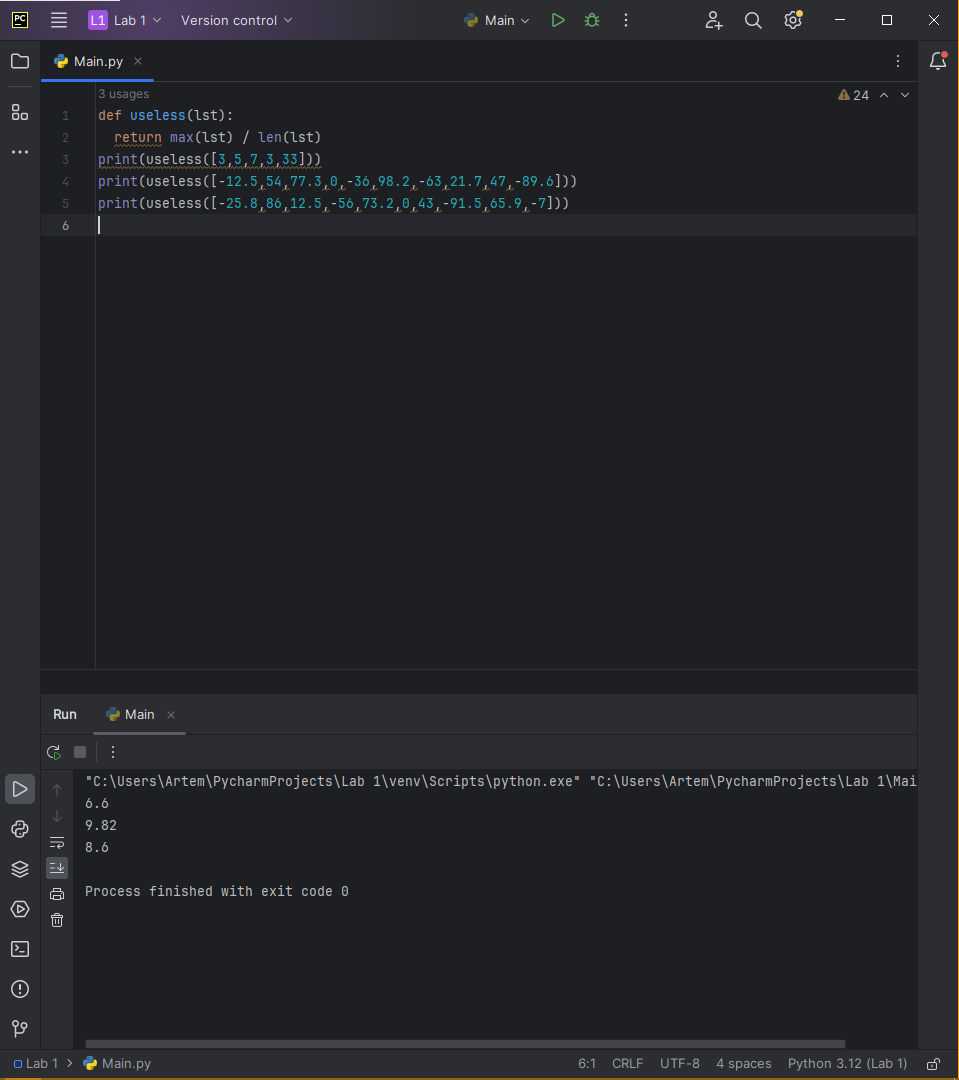 PC L1 Lab 1 Version control Main
Main.py
3 usages
24
1 def useless(lst):
2 return max(lst) / len(lst)
3 print(useless([3,5,7,3,33]))
4 print(useless([-12.5,54,77.3,0,-36,98.2,-63,21.7,47,-89.6]))
5 print(useless([-25.8,86,12.5,-56,73.2,0,43,-91.5,65.9,-7]))
6
Run Main
"C:\Users\Artem\PycharmProjects\Lab 1\venv\Scripts\python.exe" "C:\Users\Artem\PycharmProjects\Lab 1\Mai
6.6
9.82
8.6
Process finished with exit code 0
Lab 1 Main.py 6:1 CRLF UTF-8 4 spaces Python 3.12 (Lab 1)